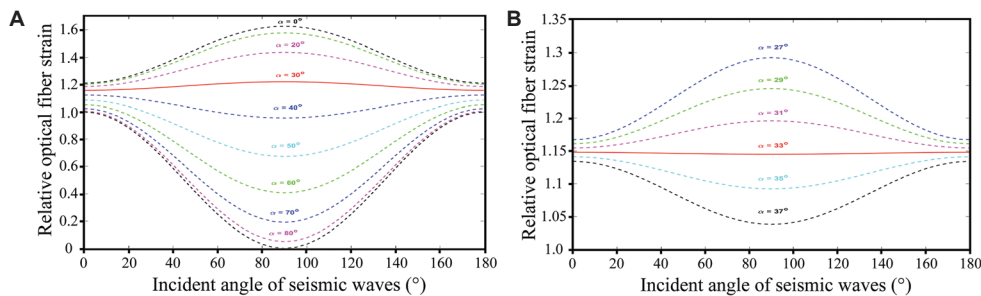 A
Relative optical fiber strain
1.6
1.4
1.2
1.0
0.8
0.6
0.4
0.2
0
α = 0°
α = 20°
α = 30°
α = 40°
α = 50°
α = 60°
α = 70°
α = 80°
0 20 40 60 80 100 120 140 160 180
Incident angle of seismic waves (°)
B
Relative optical fiber strain
1.35
1.3
1.25
1.2
1.15
1.1
1.05
1.0
α = 27°
α = 29°
α = 31°
α = 33°
α = 35°
α = 37°
0 20 40 60 80 100 120 140 160 180
Incident angle of seismic waves (°)